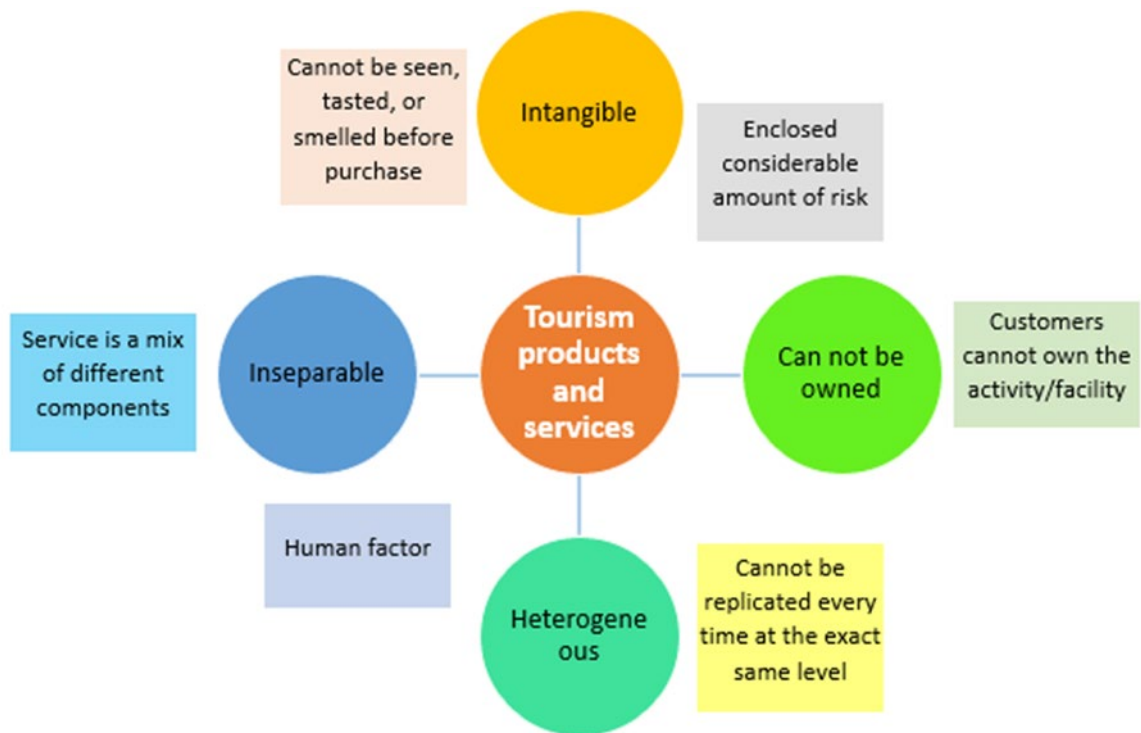 Cannot be seen,
tasted, or
smelled before
purchase
Intangible
Enclosed
considerable
amount of risk
Service is a mix
of different
components
Inseparable
Tourism
products
and
services
Can not be
owned
Customers
cannot own the
activity/facility
Human factor
Heterogene
ous
Cannot be
replicated every
time at the exact
same level